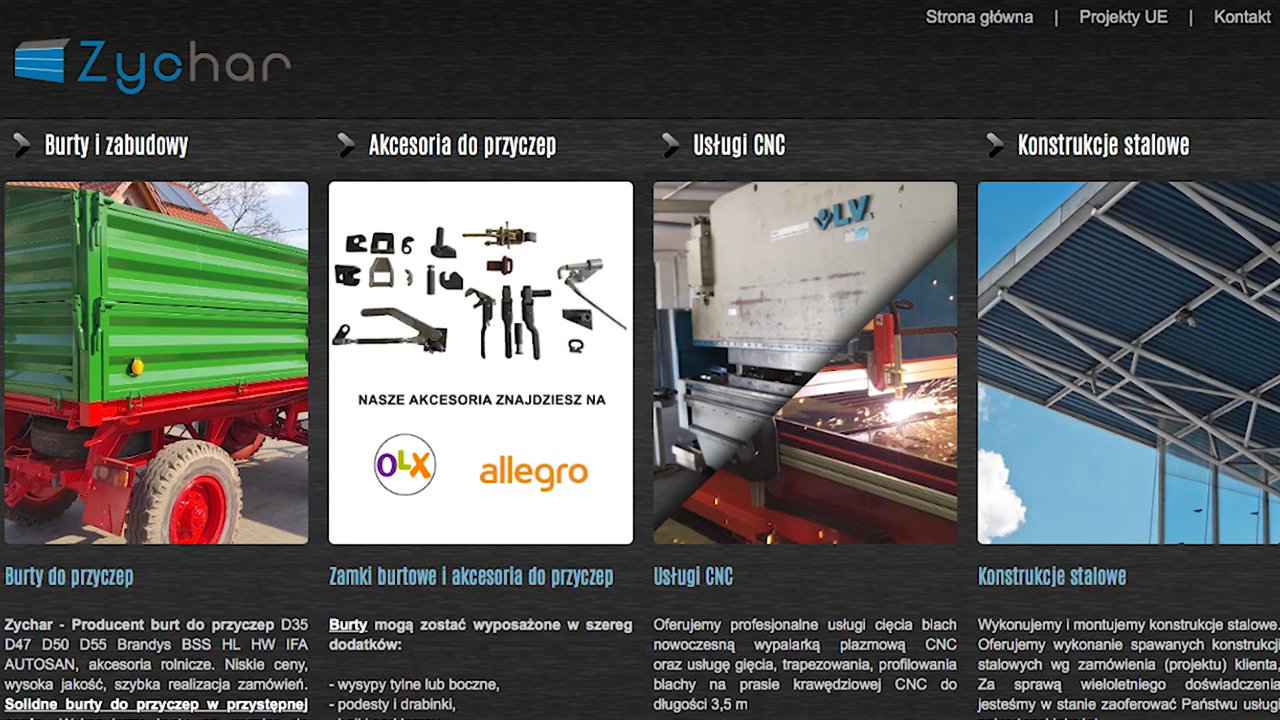 Strona główna | Projekty UE | Kontakt
Zychar
Burty i zabudowy
Akcesoria do przyczep
Usługi CNC
Konstrukcje stalowe
LVD
NASZE AKCESORIA ZNAJDZIESZ NA
OLX
allegro
Burty do przyczep
Zychar - Producent burt do przyczep D35
D47 D50 D55 Brandys BSS HL HW IFA
AUTOSAN, akcesoria rolnicze. Niskie ceny,
wysoka jakość, szybka realizacja zamówień.
Solidne burty do przyczep w przystępnej
Zamki burtowe i akcesoria do przyczep
Burty mogą zostać wyposażone w szereg
dodatków:
- wysypy tylne lub boczne,
- podesty i drabinki,
Usługi CNC
Oferujemy profesjonalne usługi cięcia blach
nowoczesną wypalarką plazmową CNC
oraz usługę gięcia, trapezowania, profilowania
blachy na prasie krawędziowej CNC do
długości 3,5 m
Konstrukcje stalowe
Wykonujemy i montujemy konstrukcje stalowe.
Oferujemy wykonanie spawanych konstrukcji
stalowych wg zamówienia (projektu) klienta.
Za sprawą wieloletniego doświadczenia
jesteśmy w stanie zaoferować Państwu usługi